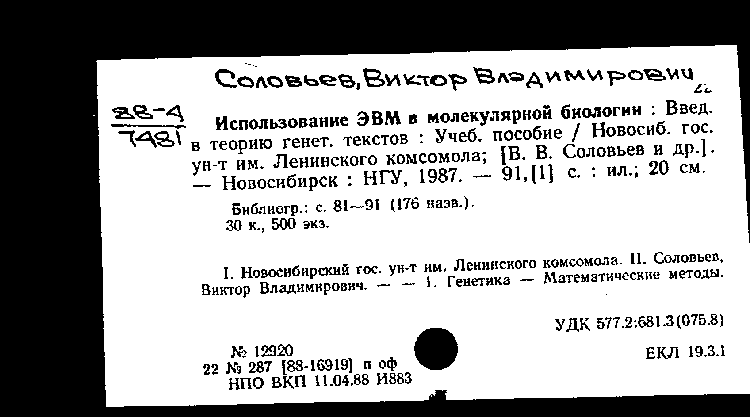 Соловьев, Виктор Владимирович
22
88-4
7481
Использование ЭВМ в молекулярной биологии : Введ.
в теорию генет. текстов : Учеб. пособие / Новосиб. гос.
ун-т им. Ленинского комсомола; [В. В. Соловьев и др.].
— Новосибирск : НГУ, 1987. — 91,[1] с. : ил.; 20 см.
Библиогр.: с. 81—91 (176 назв.).
30 к., 500 экз.
I. Новосибирский гос. ун-т им. Ленинского комсомола. II. Соловьев,
Виктор Владимирович. — — 1. Генетика — Математические методы.
УДК 577.2:681.3(075.8)
№ 12920
22 № 287 [88-16919] п оф
ЕКЛ 19.3.1
НПО ВКП 11.04.88 И883